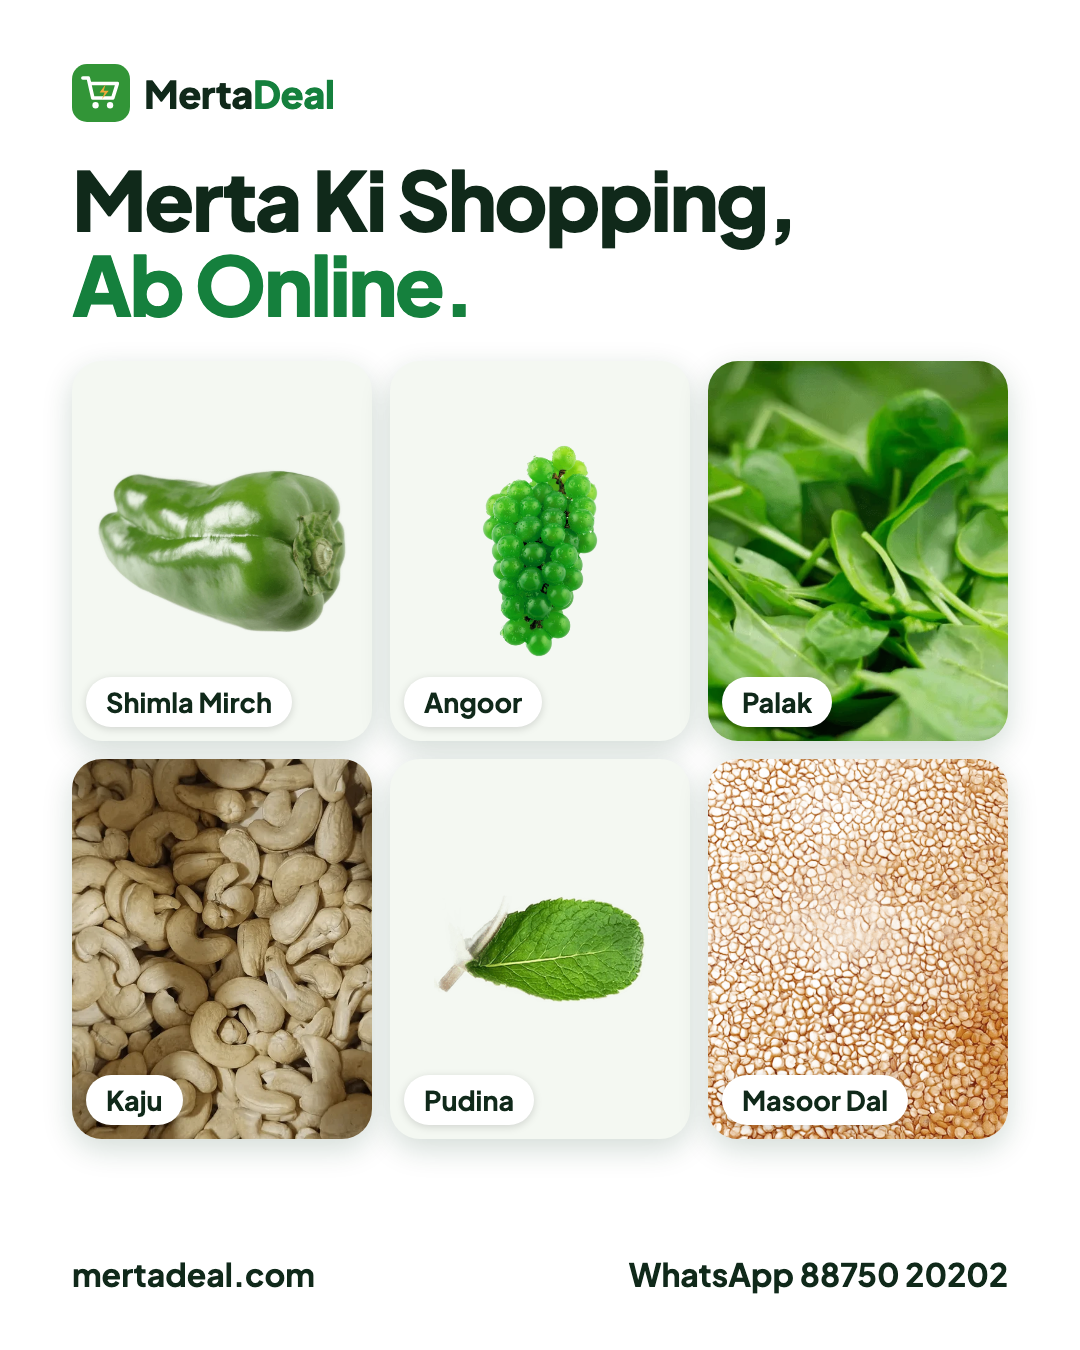 MertaDeal
Merta Ki Shopping,
Ab Online.
Shimla Mirch
Angoor
Palak
Kaju
Pudina
Masoor Dal
mertadeal.com
WhatsApp 88750 20202